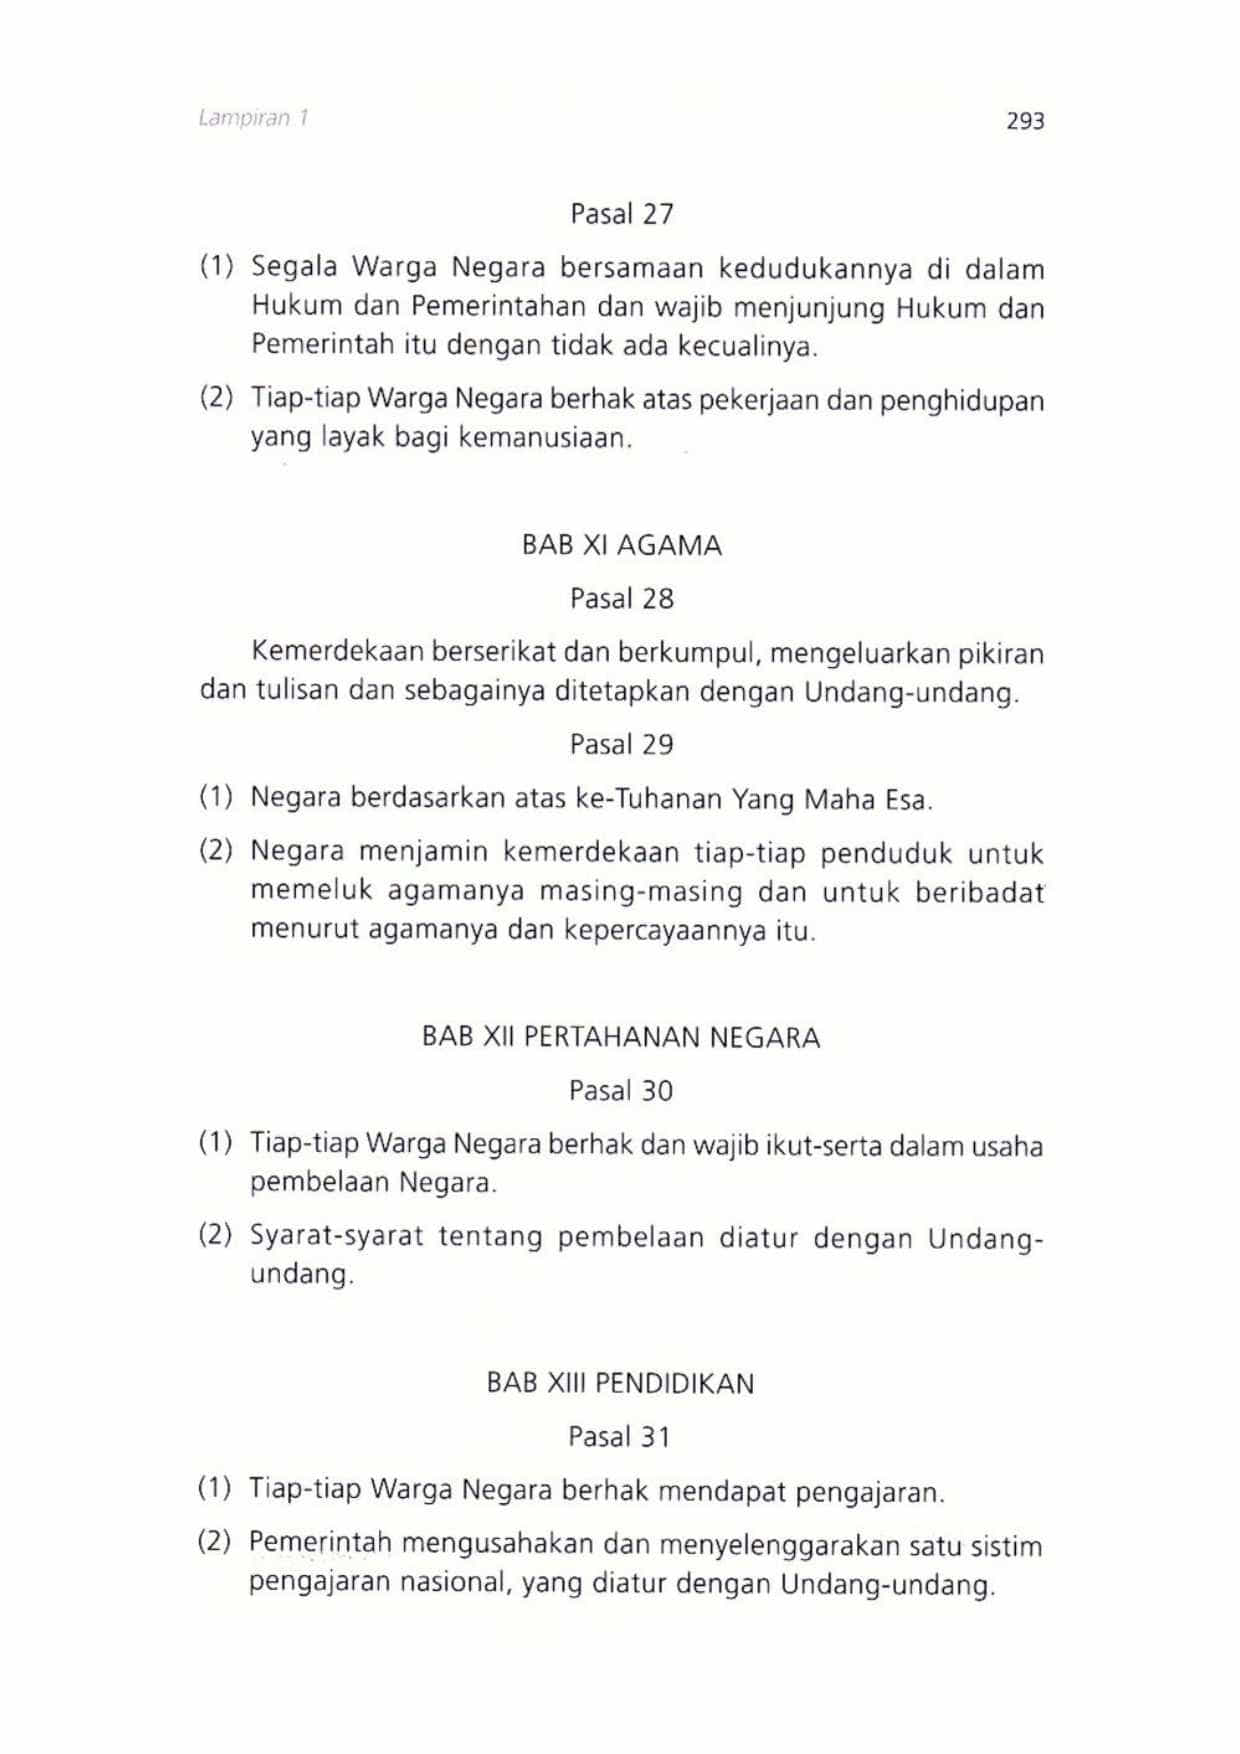 Lampiran 1
293
Pasal 27
(1) Segala Warga Negara bersamaan kedudukannya di dalam
Hukum dan Pemerintahan dan wajib menjunjung Hukum dan
Pemerintah itu dengan tidak ada kecualinya.
(2) Tiap-tiap Warga Negara berhak atas pekerjaan dan penghidupan
yang layak bagi kemanusiaan.
BAB XI AGAMA
Pasal 28
Kemerdekaan berserikat dan berkumpul, mengeluarkan pikiran
dan tulisan dan sebagainya ditetapkan dengan Undang-undang.
Pasal 29
(1) Negara berdasarkan atas ke-Tuhanan Yang Maha Esa.
(2) Negara menjamin kemerdekaan tiap-tiap penduduk untuk
memeluk agamanya masing-masing dan untuk beribadat
menurut agamanya dan kepercayaannya itu.
BAB XII PERTAHANAN NEGARA
Pasal 30
(1) Tiap-tiap Warga Negara berhak dan wajib ikut-serta dalam usaha
pembelaan Negara.
(2) Syarat-syarat tentang pembelaan diatur dengan Undang-
undang.
BAB XIII PENDIDIKAN
Pasal 31
(1) Tiap-tiap Warga Negara berhak mendapat pengajaran.
(2) Pemerintah mengusahakan dan menyelenggarakan satu sistim
pengajaran nasional, yang diatur dengan Undang-undang.